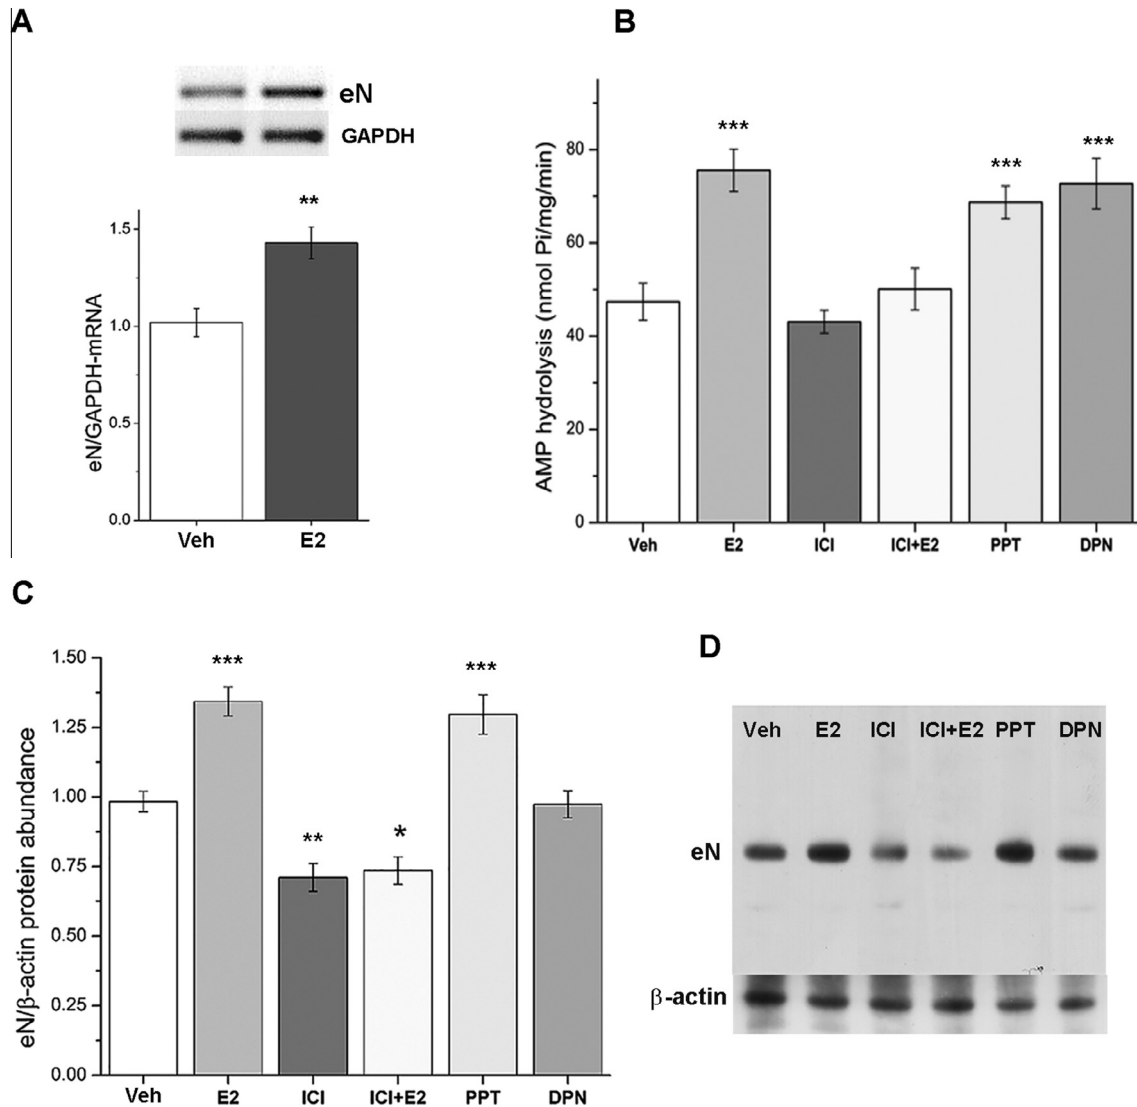 A
eN
GAPDH
**
eN/GAPDH-mRNA
1.5
1.0
0.5
0.0
Veh E2
B
AMP hydrolysis (nmol Pi/mg/min)
80
60
40
20
0
*** *** ***
Veh E2 ICI ICI+E2 PPT DPN
C
eN/β-actin protein abundance
1.50
1.25
1.00
0.75
0.50
0.25
0.00
*** ** * ***
Veh E2 ICI ICI+E2 PPT DPN
D
Veh E2 ICI ICI+E2 PPT DPN
eN
β-actin